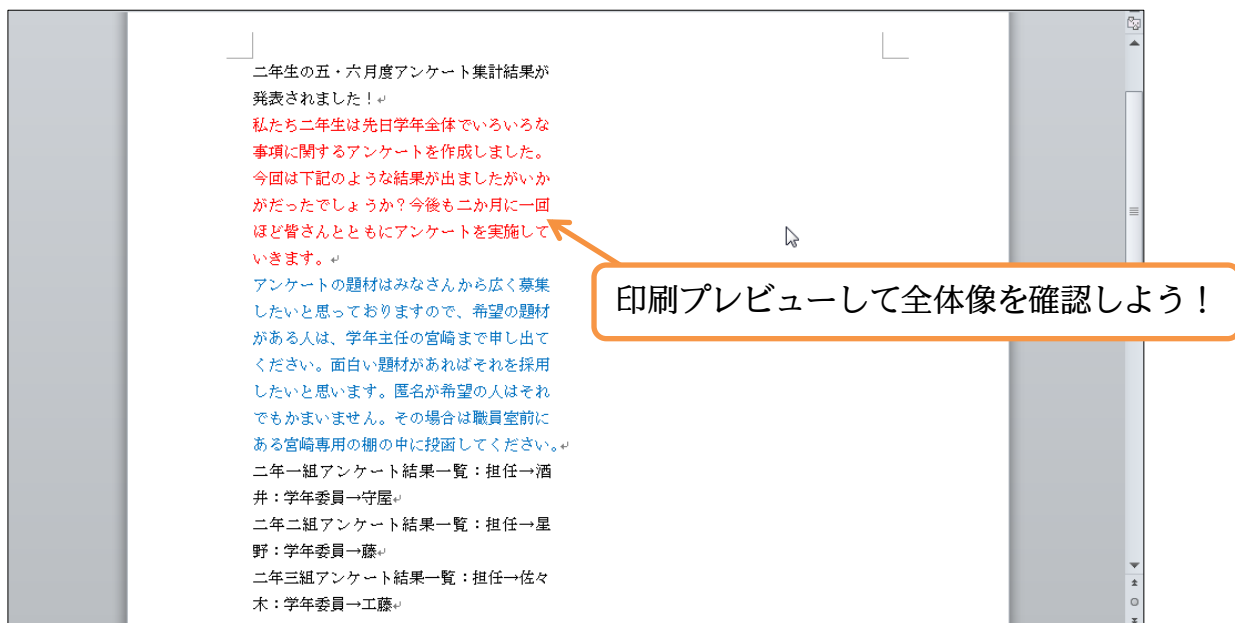 二年生の五・六月度アンケート集計結果が
発表されました！
私たち二年生は先日学年全体でいろいろな
事項に関するアンケートを作成しました。
今回は下記のような結果が出ましたがいか
がだったでしょうか？今後も二か月に一回
ほど皆さんとともにアンケートを実施して
いきます。
アンケートの題材はみなさんから広く募集
したいと思っておりますので、希望の題材
がある人は、学年主任の宮崎まで申し出て
ください。面白い題材があればそれを採用
したいと思います。匿名が希望の人はそれ
でもかまいません。その場合は職員室前に
ある宮崎専用の棚の中に投函してください。
二年一組アンケート結果一覧：担任→酒
井：学年委員→守屋
二年二組アンケート結果一覧：担任→星
野：学年委員→藤
二年三組アンケート結果一覧：担任→佐々
木：学年委員→工藤
印刷プレビューして全体像を確認しよう！